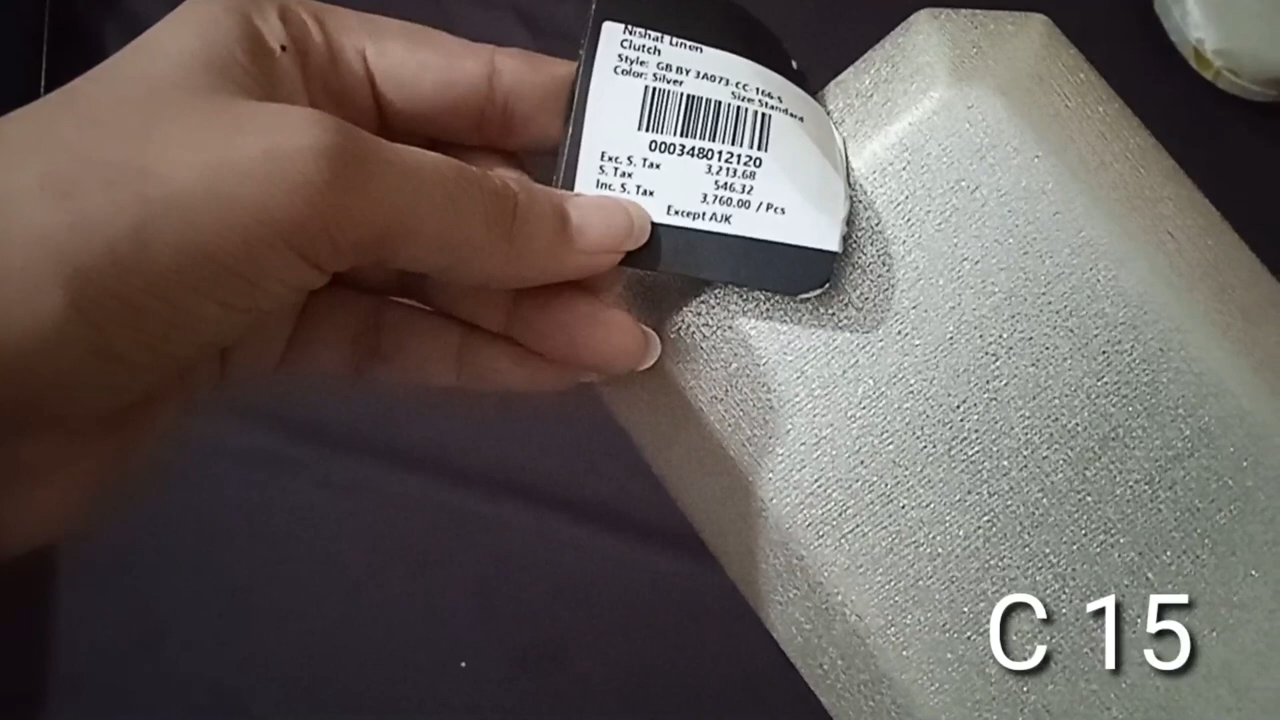 Nishat Linen
Clutch
Style: GB BY 3A073-CC-166-S
Color: Silver Size: Standard
000348012120
Exc. S. Tax 3,213.68
S. Tax 546.32
Inc. S. Tax 3,760.00 / Pcs
Except AJK
C 15